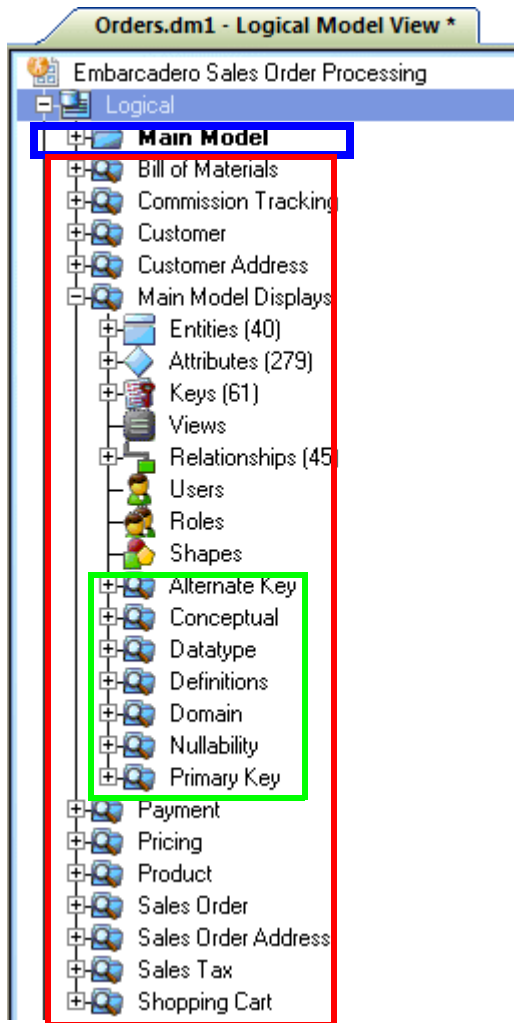 Orders.dm1 - Logical Model View *
Embarcadero Sales Order Processing
Logical
Main Model
Bill of Materials
Commission Tracking
Customer
Customer Address
Main Model Displays
Entities (40)
Attributes (279)
Keys (61)
Views
Relationships (45)
Users
Roles
Shapes
Alternate Key
Conceptual
Datatype
Definitions
Domain
Nullability
Primary Key
Payment
Pricing
Product
Sales Order
Sales Order Address
Sales Tax
Shopping Cart